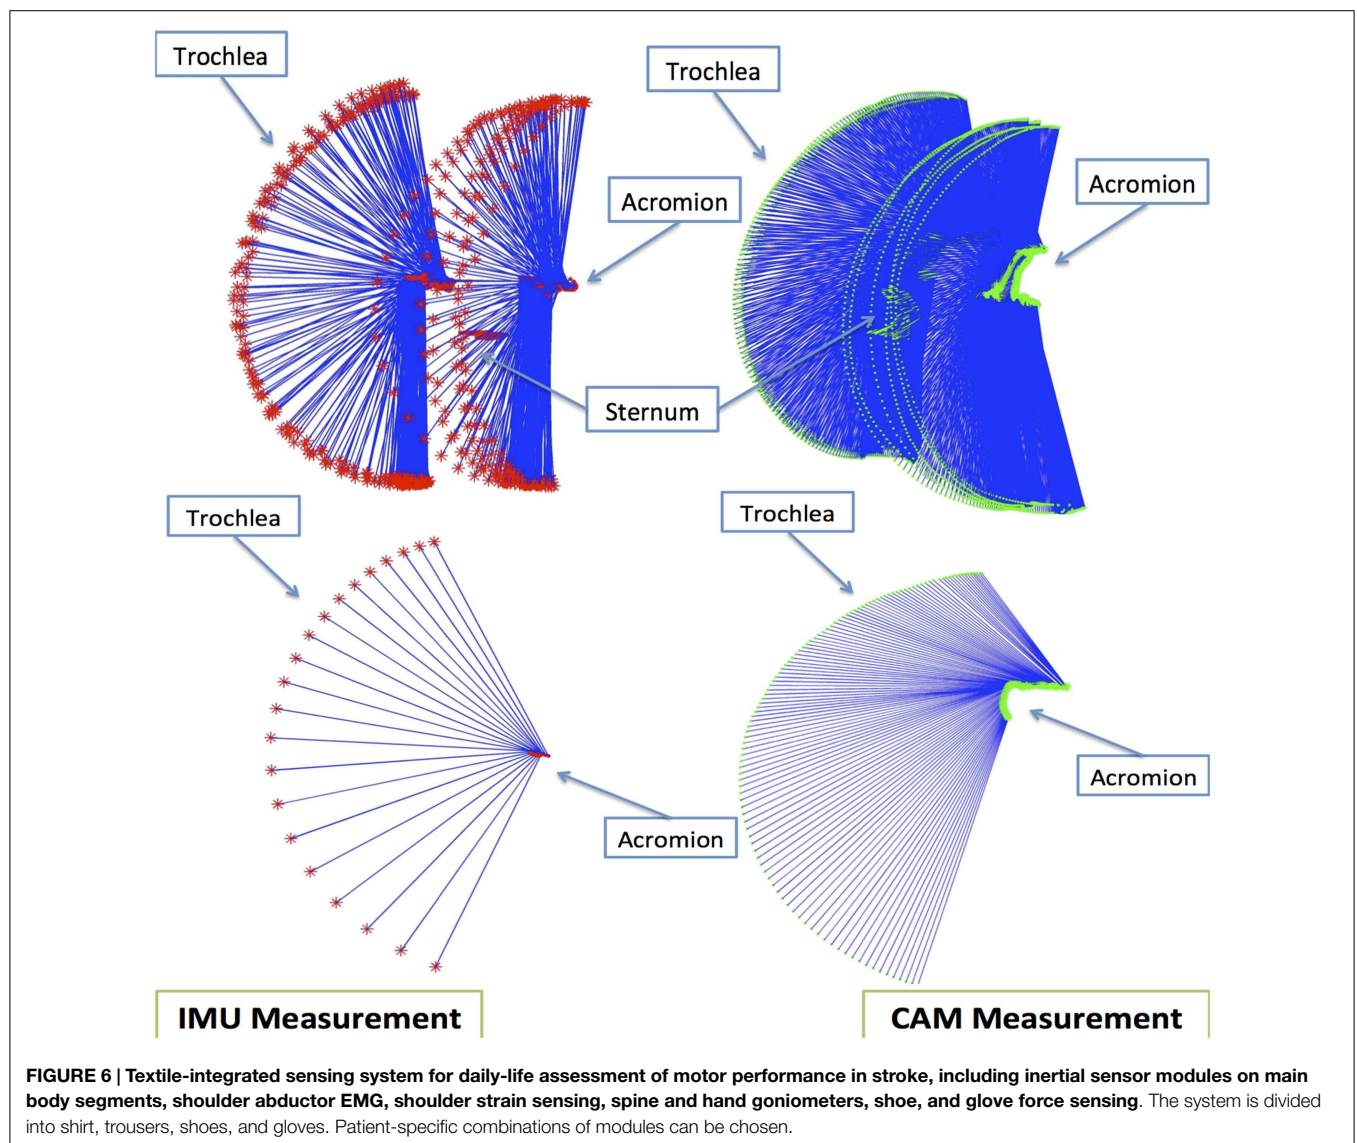 Trochlea
Trochlea
Acromion
Acromion
Sternum
Trochlea
Trochlea
Acromion
Acromion
IMU Measurement
CAM Measurement
FIGURE 6 | Textile-integrated sensing system for daily-life assessment of motor performance in stroke, including inertial sensor modules on main
body segments, shoulder abductor EMG, shoulder strain sensing, spine and hand goniometers, shoe, and glove force sensing. The system is divided
into shirt, trousers, shoes, and gloves. Patient-specific combinations of modules can be chosen.